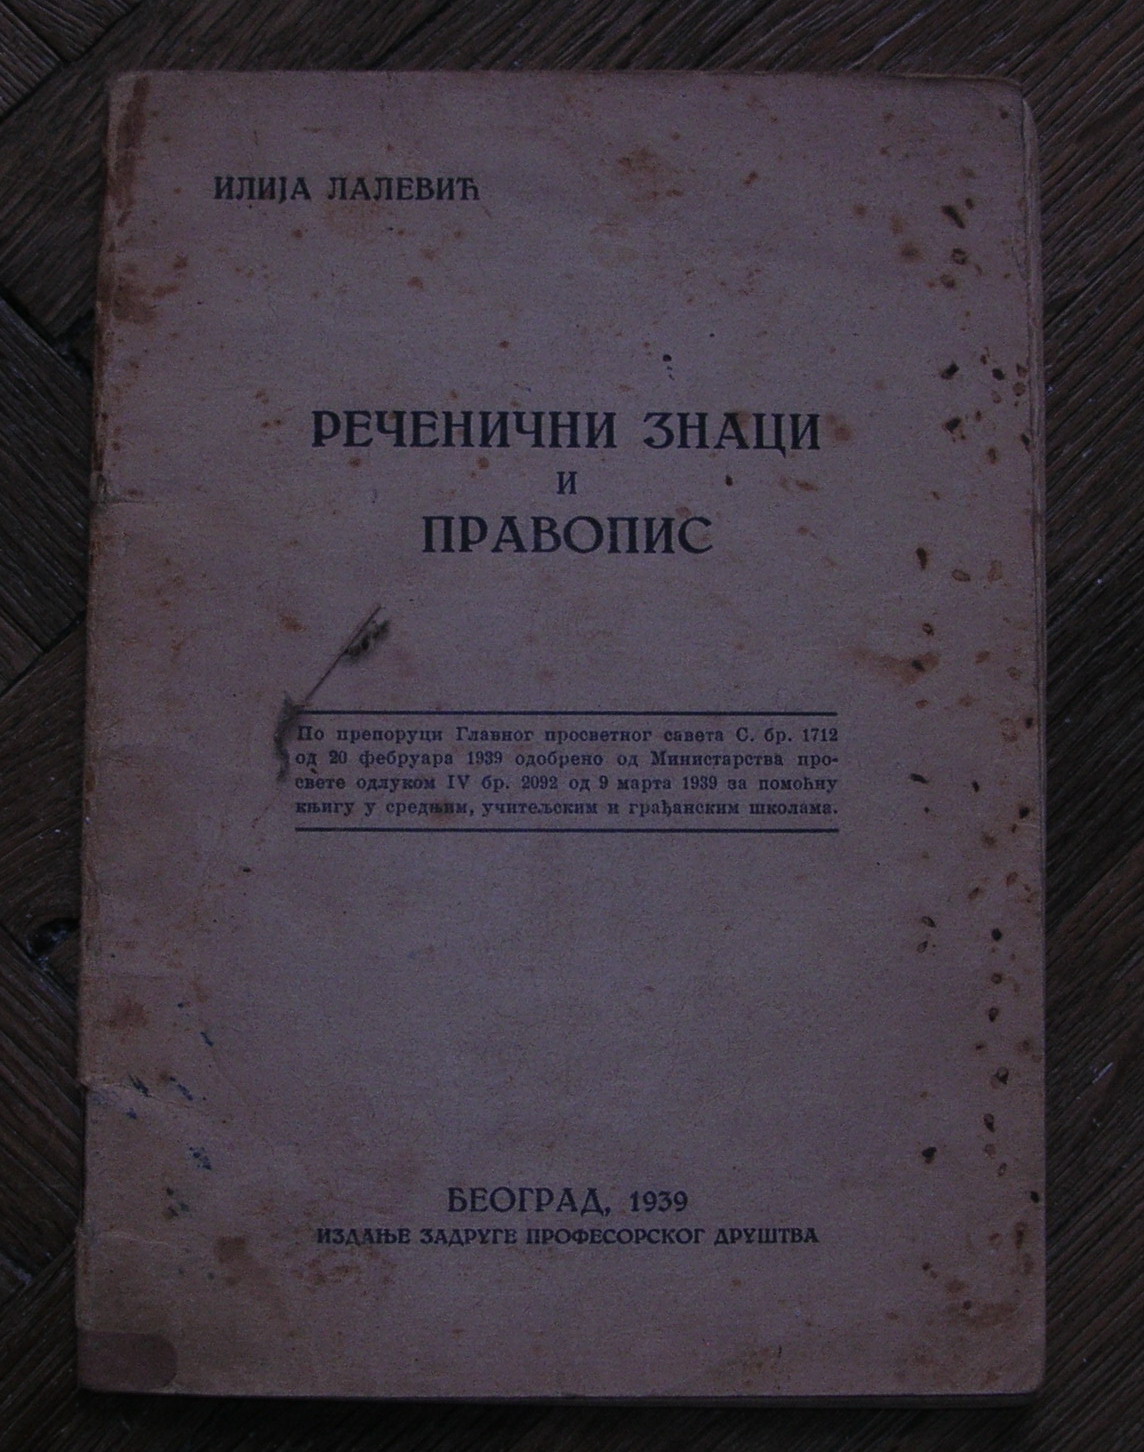 ИЛИЈА ЛАЛЕВИЋ
РЕЧЕНИЧНИ ЗНАЦИ
И
ПРАВОПИС
По препоруци Главног просветног савета С. бр. 1712
од 20 фебруара 1939 одобрено од Министарства про-
свете одлуком IV бр. 2092 од 9 марта 1939 за помоћну
књигу у средњим, учитељским и грађанским школама.
БЕОГРАД, 1939
ИЗДАЊЕ ЗАДРУГЕ ПРОФЕСОРСКОГ ДРУШТВА